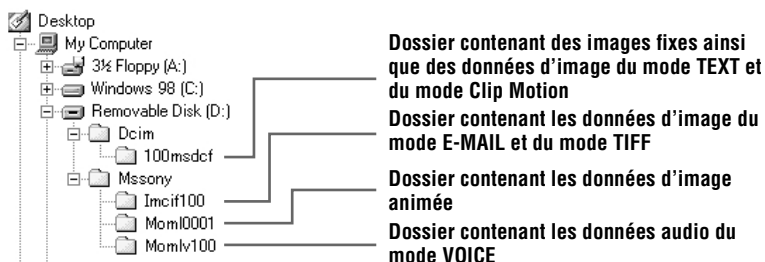 Desktop
My Computer
3½ Floppy (A:)
Windows 98 (C:)
Removable Disk (D:)
Dcim
100msdcf
Mssony
Imcif100
Moml0001
Momlv100
Dossier contenant des images fixes ainsi
que des données d’image du mode TEXT et
du mode Clip Motion
Dossier contenant les données d’image du
mode E-MAIL et du mode TIFF
Dossier contenant les données d’image
animée
Dossier contenant les données audio du
mode VOICE